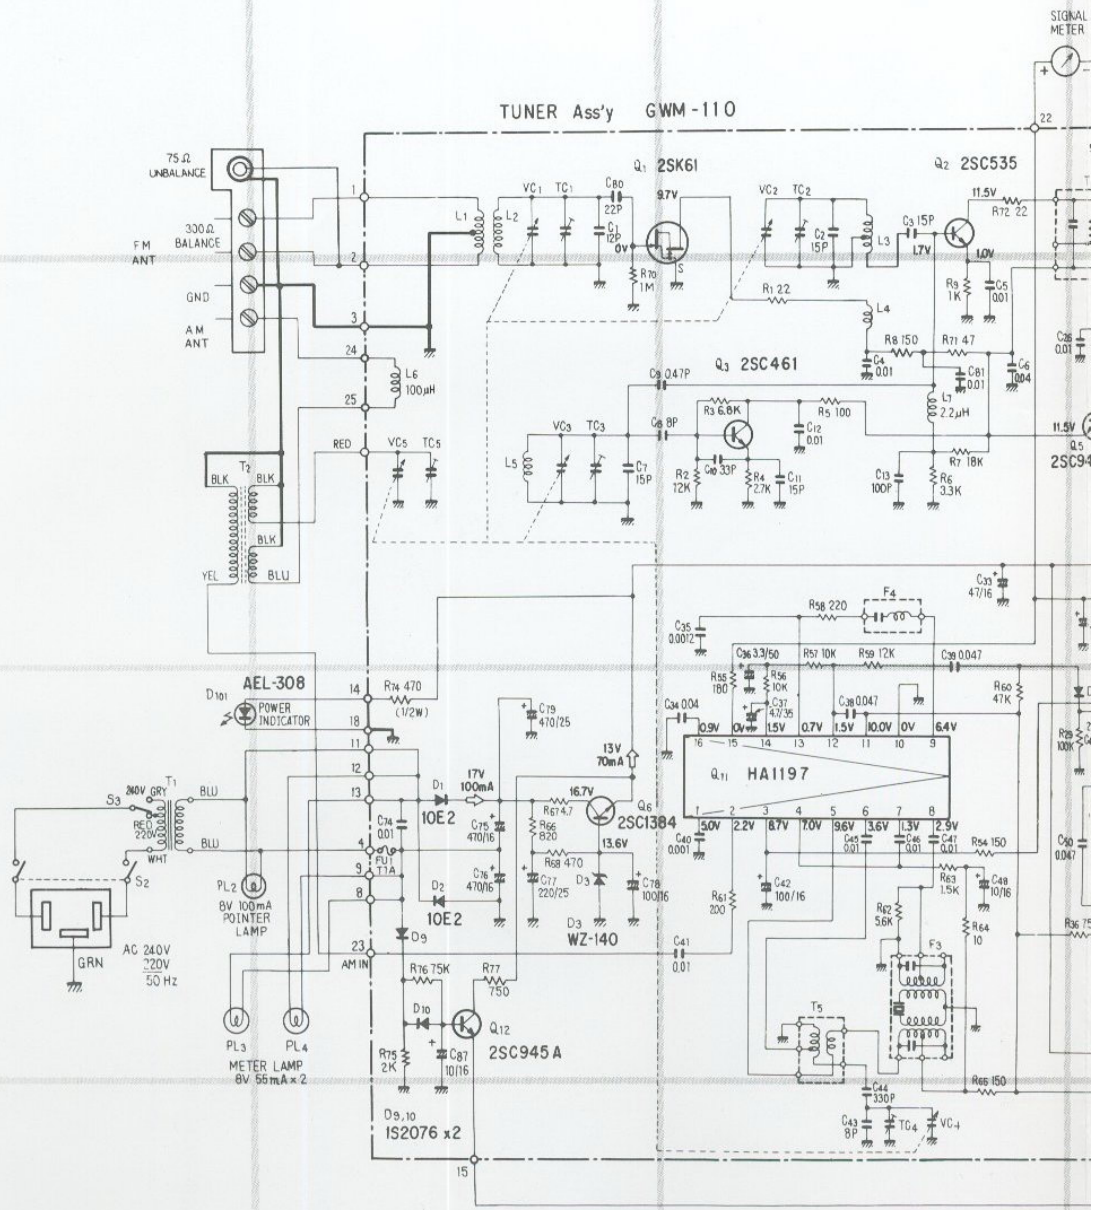 SIGNAL
METER
+
−
22
TUNER Ass'y GWM-110
75Ω
UNBALANCE
300Ω
BALANCE
FM
ANT
GND
AM
ANT
1
2
3
24
25
L1
L2
VC1
TC1
C80
22P
C1
12P
Q1 2SK61
9.7V
0V
R70
1M
S
VC2
TC2
C2
15P
L3
C3 15P
Q2 2SC535
11.5V
R72 22
1.7V
1.0V
R9
1K
C5
0.01
R1 22
L4
C4
0.01
R8 150
R71 47
C81
0.01
C6
0.04
C26
0.01
L6
100μH
RED
VC5
TC5
Q3 2SC461
C9 0.47P
C8 8P
R3 6.8K
R5 100
C12
0.01
L7
2.2μH
11.5V
Q5
2SC94
L5
VC3
TC3
C7
15P
R2
12K
C10 33P
R4
2.7K
C11
15P
C13
100P
R6
3.3K
R7 18K
T2
BLK
BLK
BLK
YEL
BLU
C33
47/16
F4
R58 220
C35
0.0012
C36 3.3/50
R57 10K
R59 12K
C39 0.047
R55
180
R56
10K
C37
4.7/35
C38 0.047
R60
47K
C34 0.04
R29
100K
0.9V
0V
1.5V
0.7V
1.5V
10.0V
0V
6.4V
16 15 14 13 12 11 10 9
Q11 HA1197
1 2 3 4 5 6 7 8
5.0V
2.2V
8.7V
7.0V
9.6V
3.6V
1.3V
2.9V
AEL-308
D101
POWER
INDICATOR
14
R74 470
(1/2W)
18
11
12
13
4
9
8
23
AM IN
C79
470/25
13V
70mA
D1
10E2
17V
100mA
16.7V
R67 4.7
Q6
2SC1384
R66
820
R68 470
13.6V
C74
0.01
C75
470/16
FU1
T1A
C76
470/16
C77
220/25
D3
C78
100/16
D2
10E2
D3
WZ-140
T1
S3
240V
GRY
RED
220V
WHT
BLU
BLU
S2
PL2
8V 100mA
POINTER
LAMP
AC 240V
220V
50 Hz
GRN
PL3
PL4
METER LAMP
8V 55mA×2
D9
R76 75K
R77
750
D10
Q12
2SC945A
R75
2K
C87
10/16
D9,10
1S2076 ×2
15
C40
0.001
C42
100/16
C45
0.01
C46
0.01
C47
0.01
R54 150
C50
0.047
R61
200
R63
1.5K
C48
10/16
R62
5.6K
R64
10
R36 75
C41
0.01
F3
T5
C44
330P
C43
8P
TC4
VC4
R65 150